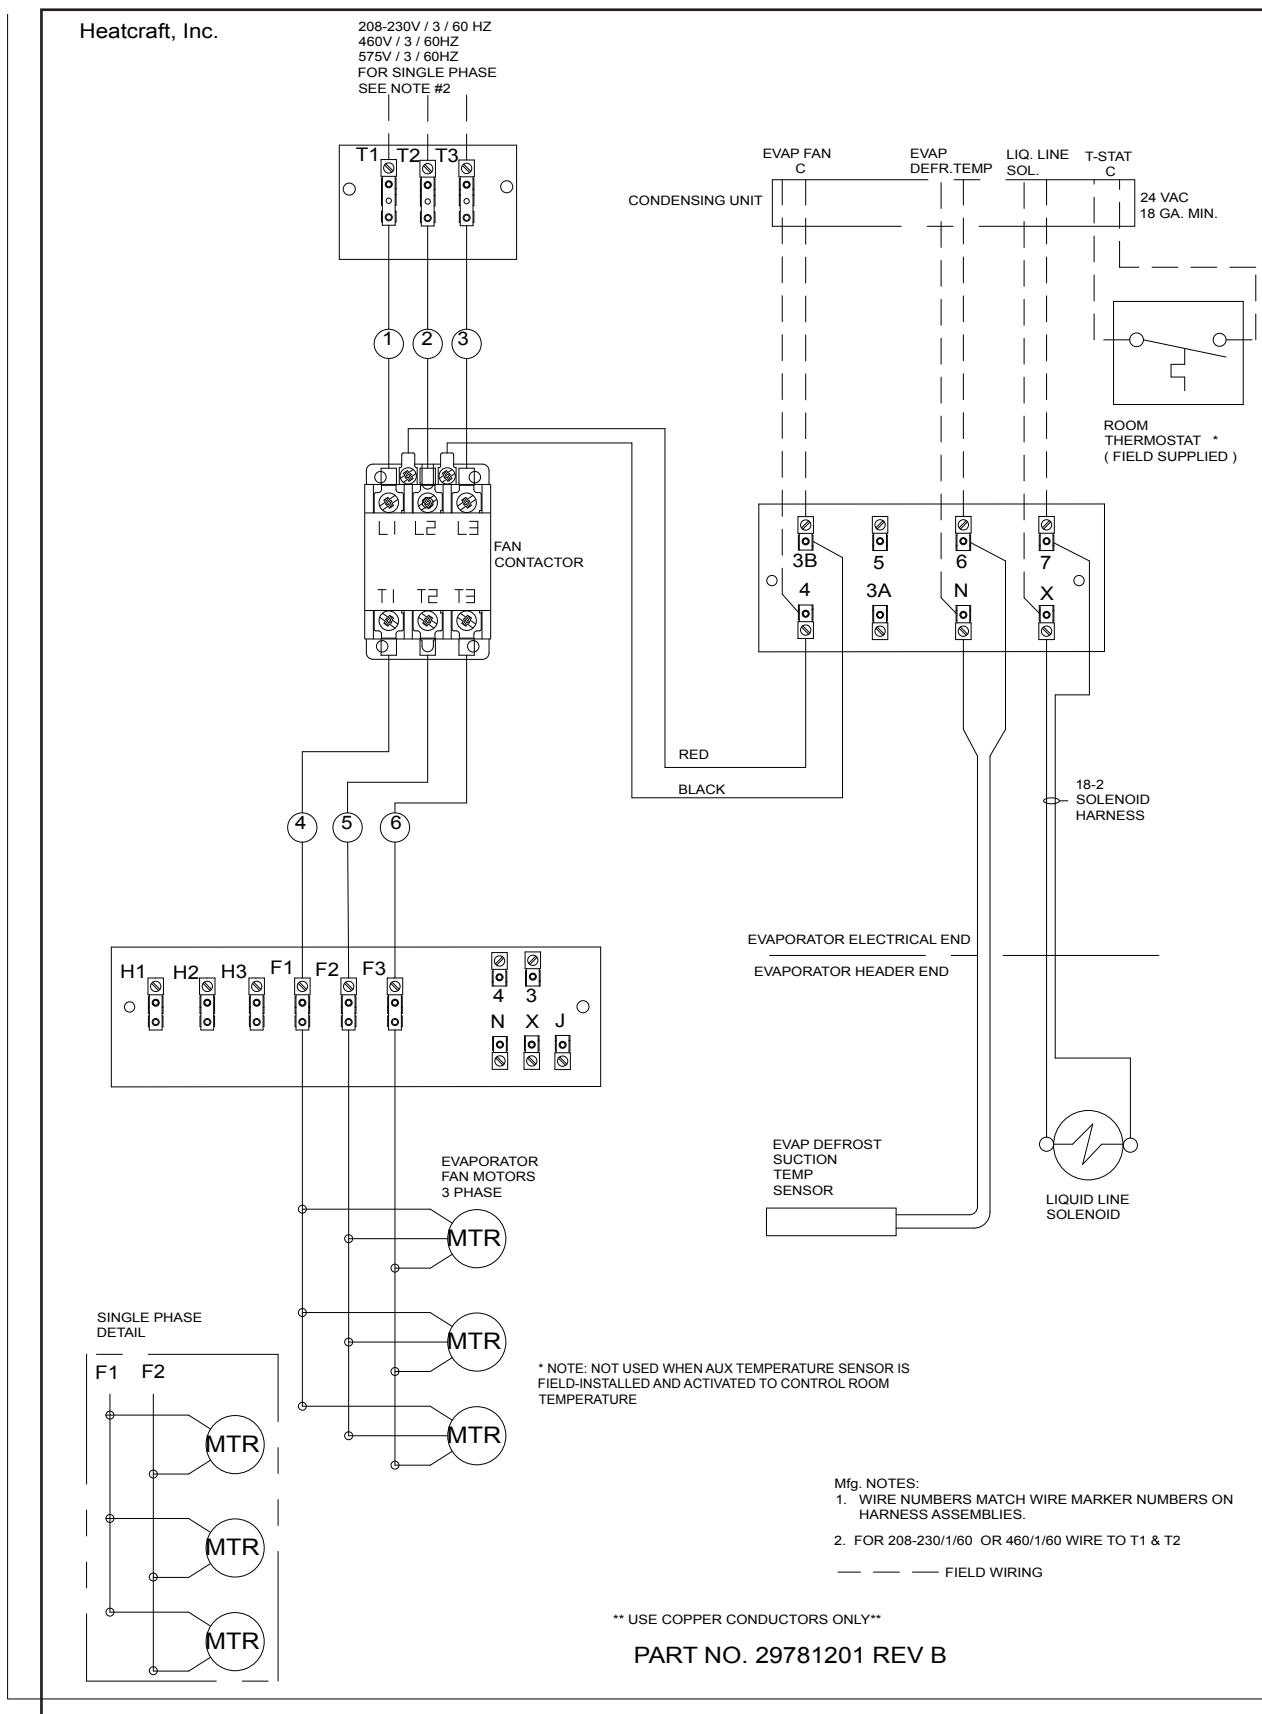 Heatcraft, Inc.
208-230V / 3 / 60 HZ
460V / 3 / 60HZ
575V / 3 / 60HZ
FOR SINGLE PHASE
SEE NOTE #2
T1 T2 T3
EVAP FAN
C
EVAP
DEFR.TEMP
LIQ. LINE
SOL.
T-STAT
C
CONDENSING UNIT
24 VAC
18 GA. MIN.
1 2 3
ROOM
THERMOSTAT *
( FIELD SUPPLIED )
L1 L2 L3
FAN
CONTACTOR
T1 T2 T3
3B 5 6 7
4 3A N X
RED
BLACK
18-2
SOLENOID
HARNESS
4 5 6
EVAPORATOR ELECTRICAL END
EVAPORATOR HEADER END
H1 H2 H3 F1 F2 F3
4 3
N X J
EVAPORATOR
FAN MOTORS
3 PHASE
MTR
MTR
MTR
EVAP DEFROST
SUCTION
TEMP
SENSOR
LIQUID LINE
SOLENOID
SINGLE PHASE
DETAIL
F1 F2
MTR
MTR
MTR
* NOTE: NOT USED WHEN AUX TEMPERATURE SENSOR IS
FIELD-INSTALLED AND ACTIVATED TO CONTROL ROOM
TEMPERATURE
Mfg. NOTES:
1. WIRE NUMBERS MATCH WIRE MARKER NUMBERS ON
HARNESS ASSEMBLIES.
2. FOR 208-230/1/60 OR 460/1/60 WIRE TO T1 & T2
FIELD WIRING
** USE COPPER CONDUCTORS ONLY**
PART NO. 29781201 REV B